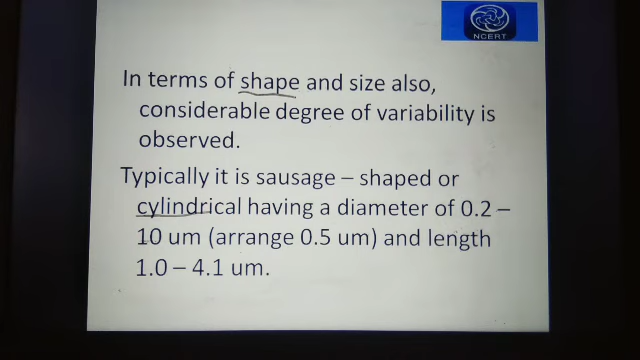 NCERT
In terms of shape and size also,
considerable degree of variability is
observed.
Typically it is sausage – shaped or
cylindrical having a diameter of 0.2 –
10 um (arrange 0.5 um) and length
1.0 – 4.1 um.